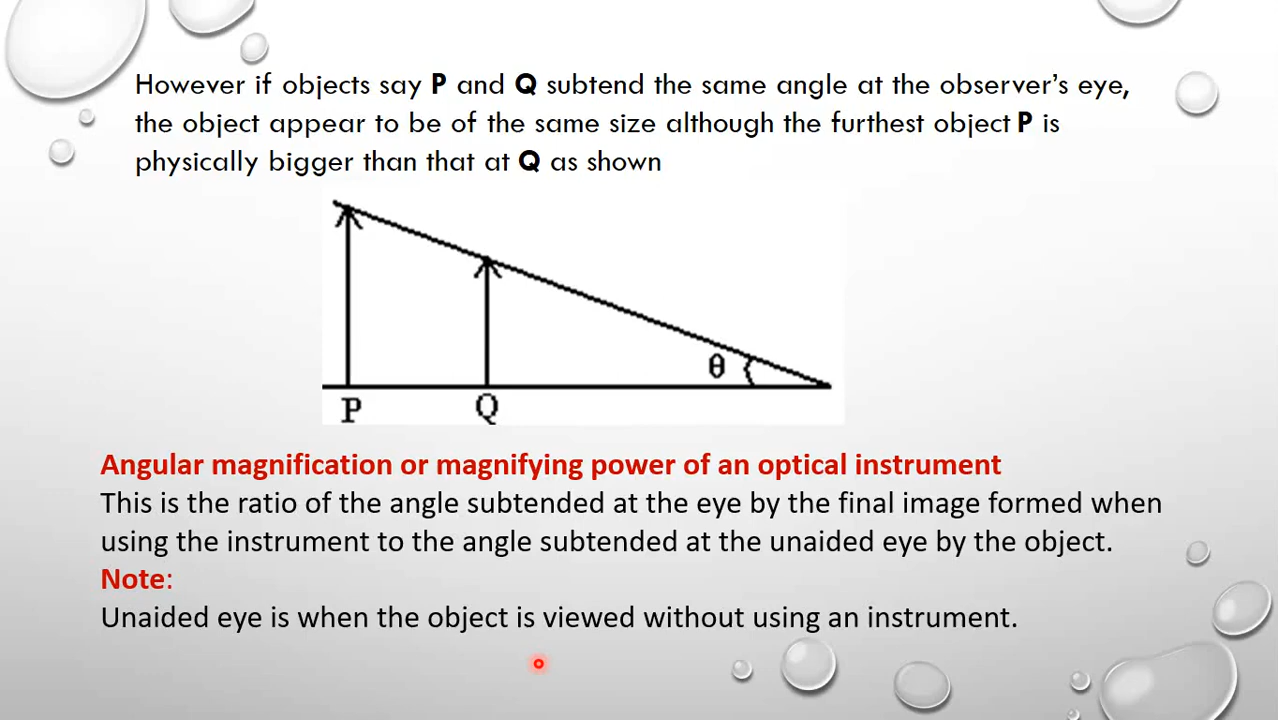 However if objects say P and Q subtend the same angle at the observer's eye,
the object appear to be of the same size although the furthest object P is
physically bigger than that at Q as shown
θ
P
Q
Angular magnification or magnifying power of an optical instrument
This is the ratio of the angle subtended at the eye by the final image formed when
using the instrument to the angle subtended at the unaided eye by the object.
Note:
Unaided eye is when the object is viewed without using an instrument.